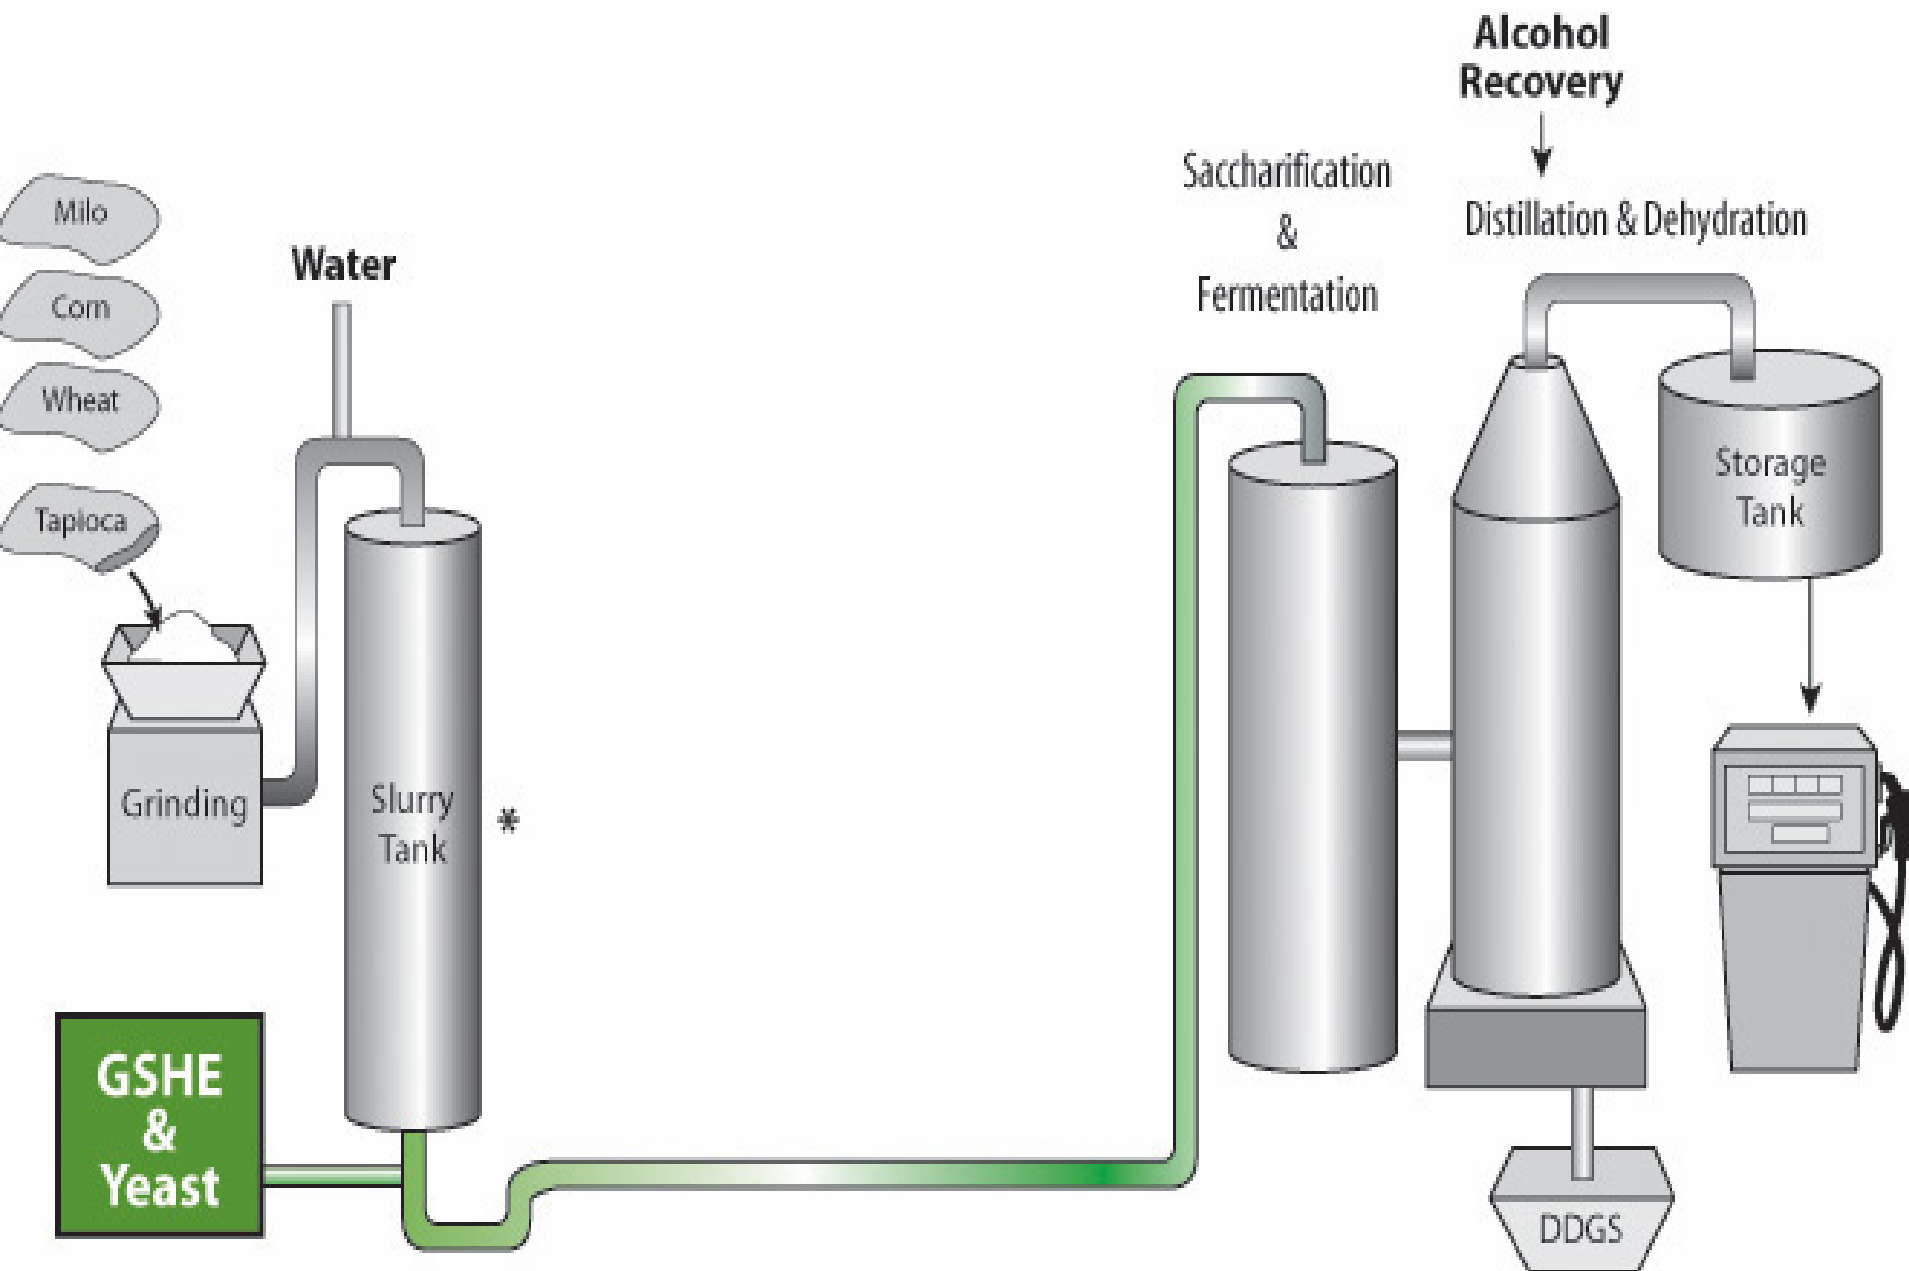 Alcohol
Recovery
Saccharification
&
Fermentation
Distillation & Dehydration
Milo
Corn
Wheat
Tapioca
Water
Grinding
Slurry
Tank
*
Storage
Tank
GSHE
&
Yeast
DDGS